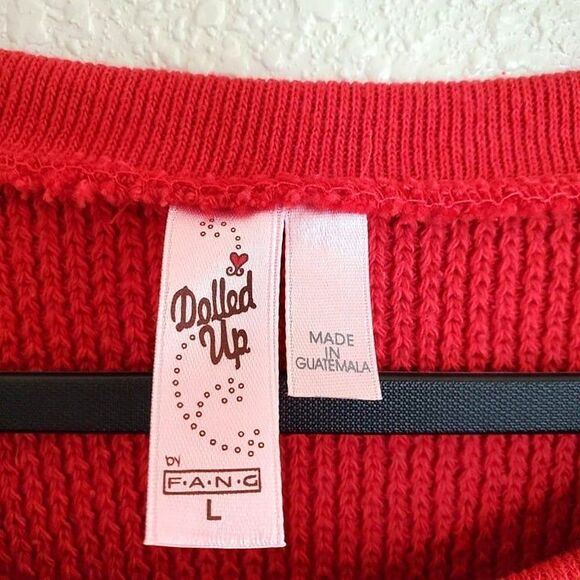 Dolled
Up
by
F·A·N·G
L
MADE
IN
GUATEMALA